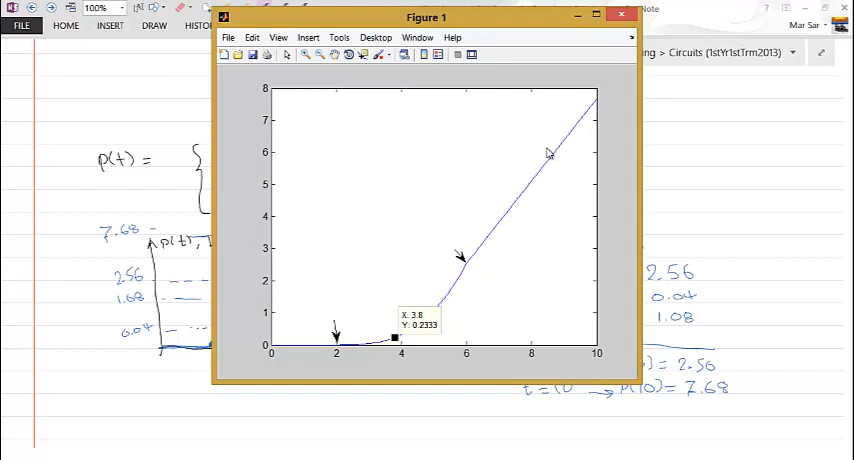 Note
Figure 1
100%
Mar Sar
FILE HOME INSERT DRAW HISTO
File Edit View Insert Tools Desktop Window Help
Circuits (1stYr1stTrm2013)
8
7
6
5
4
3
2
1
0
0 2 4 6 8 10
X: 3.8
Y: 0.2333
p(t) =
7.68
p(t),
2.56
1.08
0.04
2.56
0.04
1.08
= 2.56
t = 10 → P(10) = 7.68